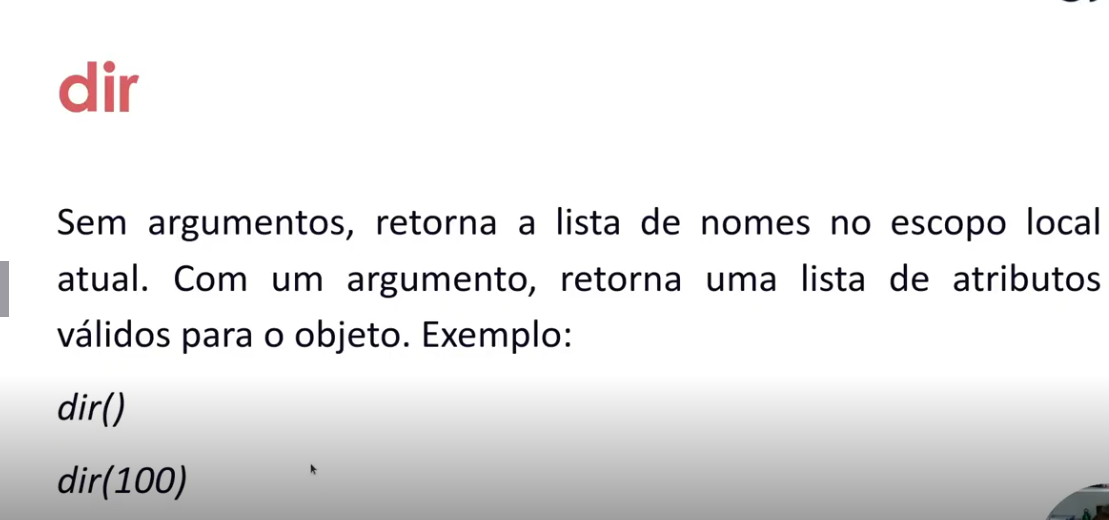 dir
Sem argumentos, retorna a lista de nomes no escopo local
atual. Com um argumento, retorna uma lista de atributos
válidos para o objeto. Exemplo:
dir()
dir(100)